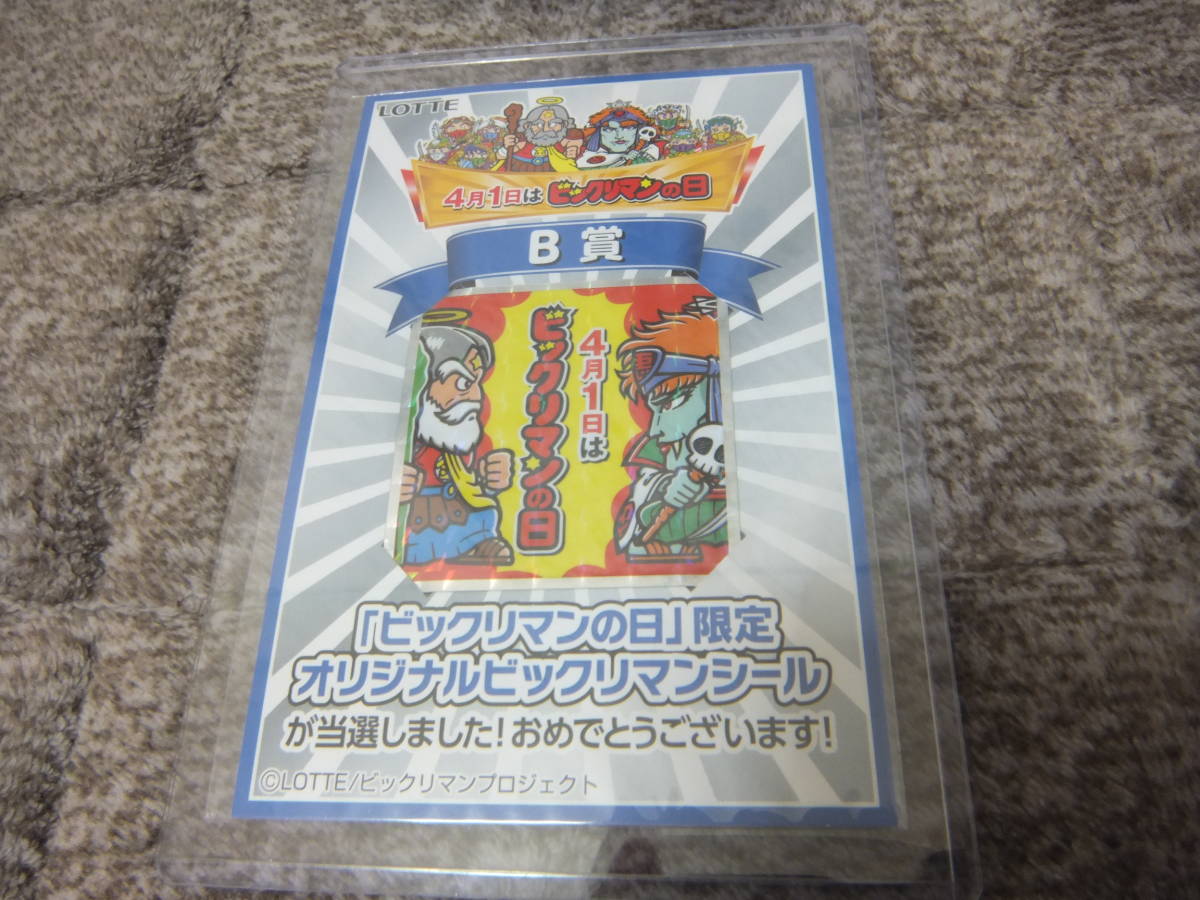 LOTTE
4月1日は ビックリマンの日
B 賞
4月1日は
ビックリマンの日
「ビックリマンの日」限定
オリジナルビックリマンシール
が当選しました!おめでとうございます!
©LOTTE/ビックリマンプロジェクト